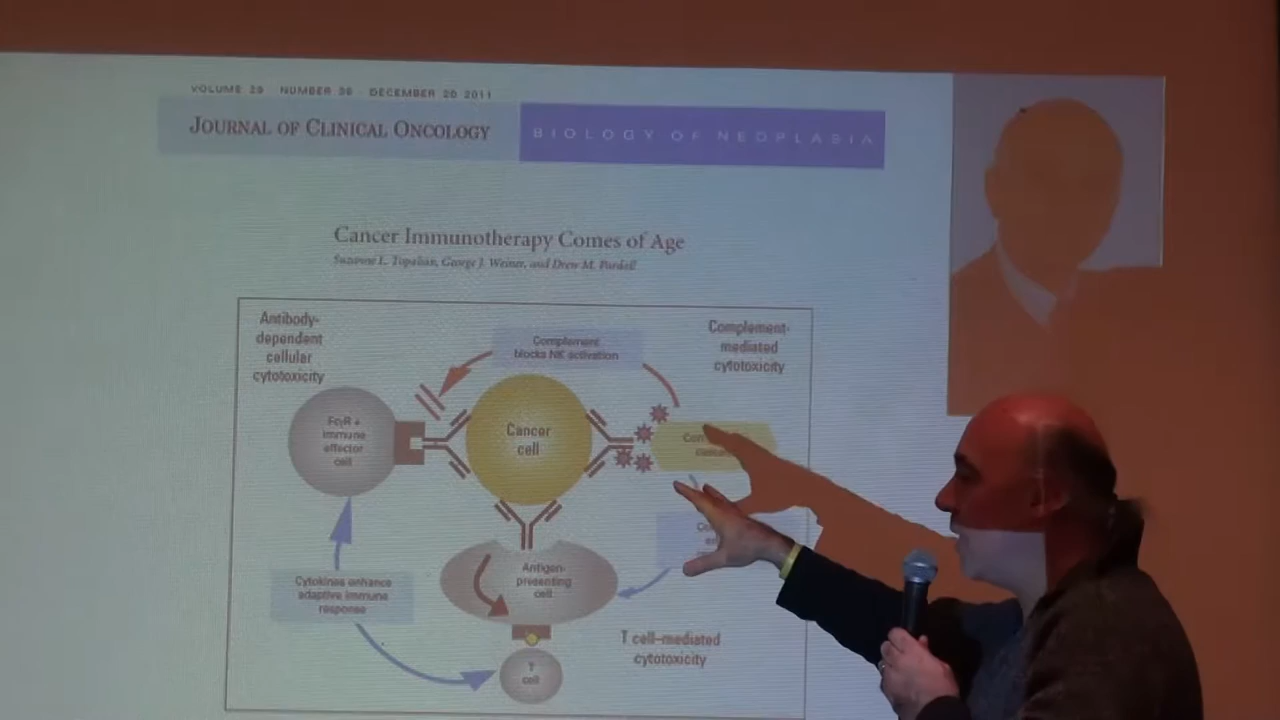 VOLUME 29 NUMBER 36 DECEMBER 20 2011
JOURNAL OF CLINICAL ONCOLOGY
BIOLOGY OF NEOPLASIA
Cancer Immunotherapy Comes of Age
Suzanne L. Topalian, George J. Weiner, and Drew M. Pardoll
Antibody-
dependent
cellular
cytotoxicity
Complement
blocks NK activation
Complement-
mediated
cytotoxicity
FcγR +
immune
effector
cell
Cancer
cell
Antigen-
presenting
cell
Cytokines enhance
adaptive immune
response
T cell–mediated
cytotoxicity
T
cell